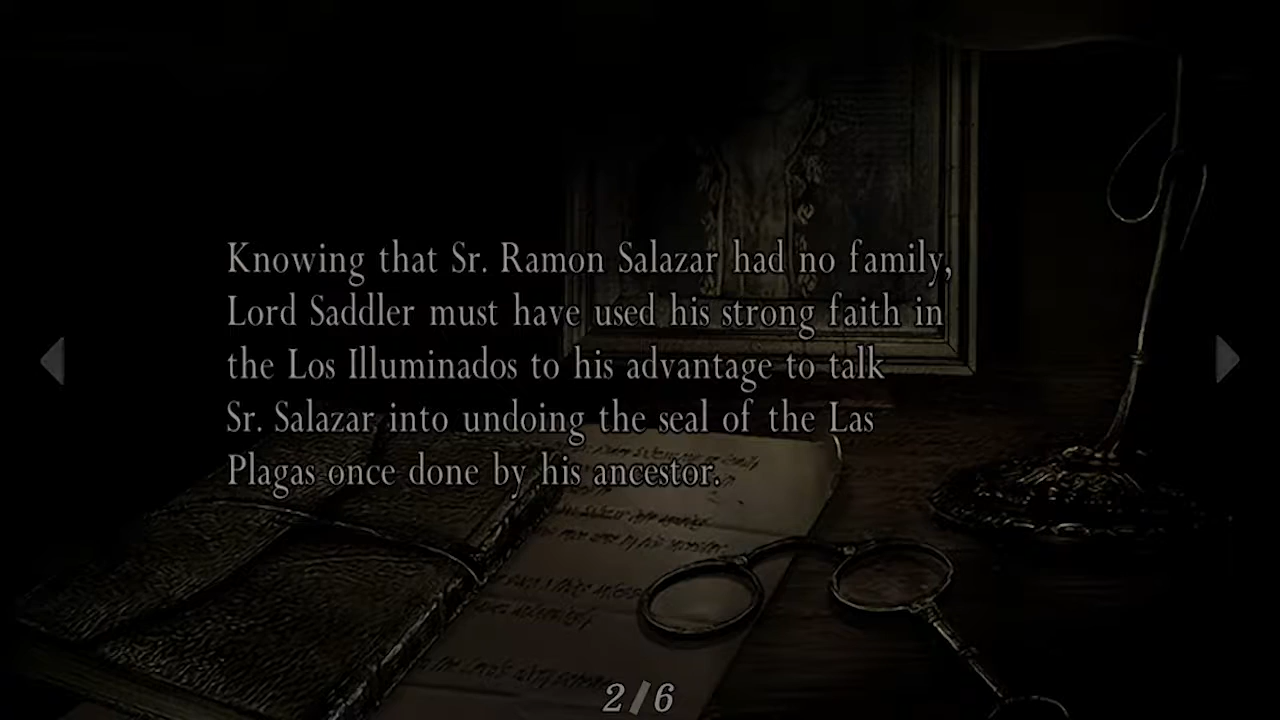 Knowing that Sr. Ramon Salazar had no family,
Lord Saddler must have used his strong faith in
the Los Illuminados to his advantage to talk
Sr. Salazar into undoing the seal of the Las
Plagas once done by his ancestor.
2/6